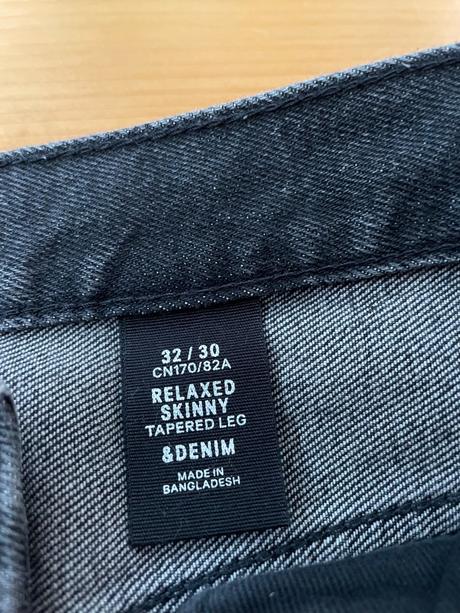 32 / 30
CN170/82A
RELAXED
SKINNY
TAPERED LEG
&DENIM
MADE IN
BANGLADESH